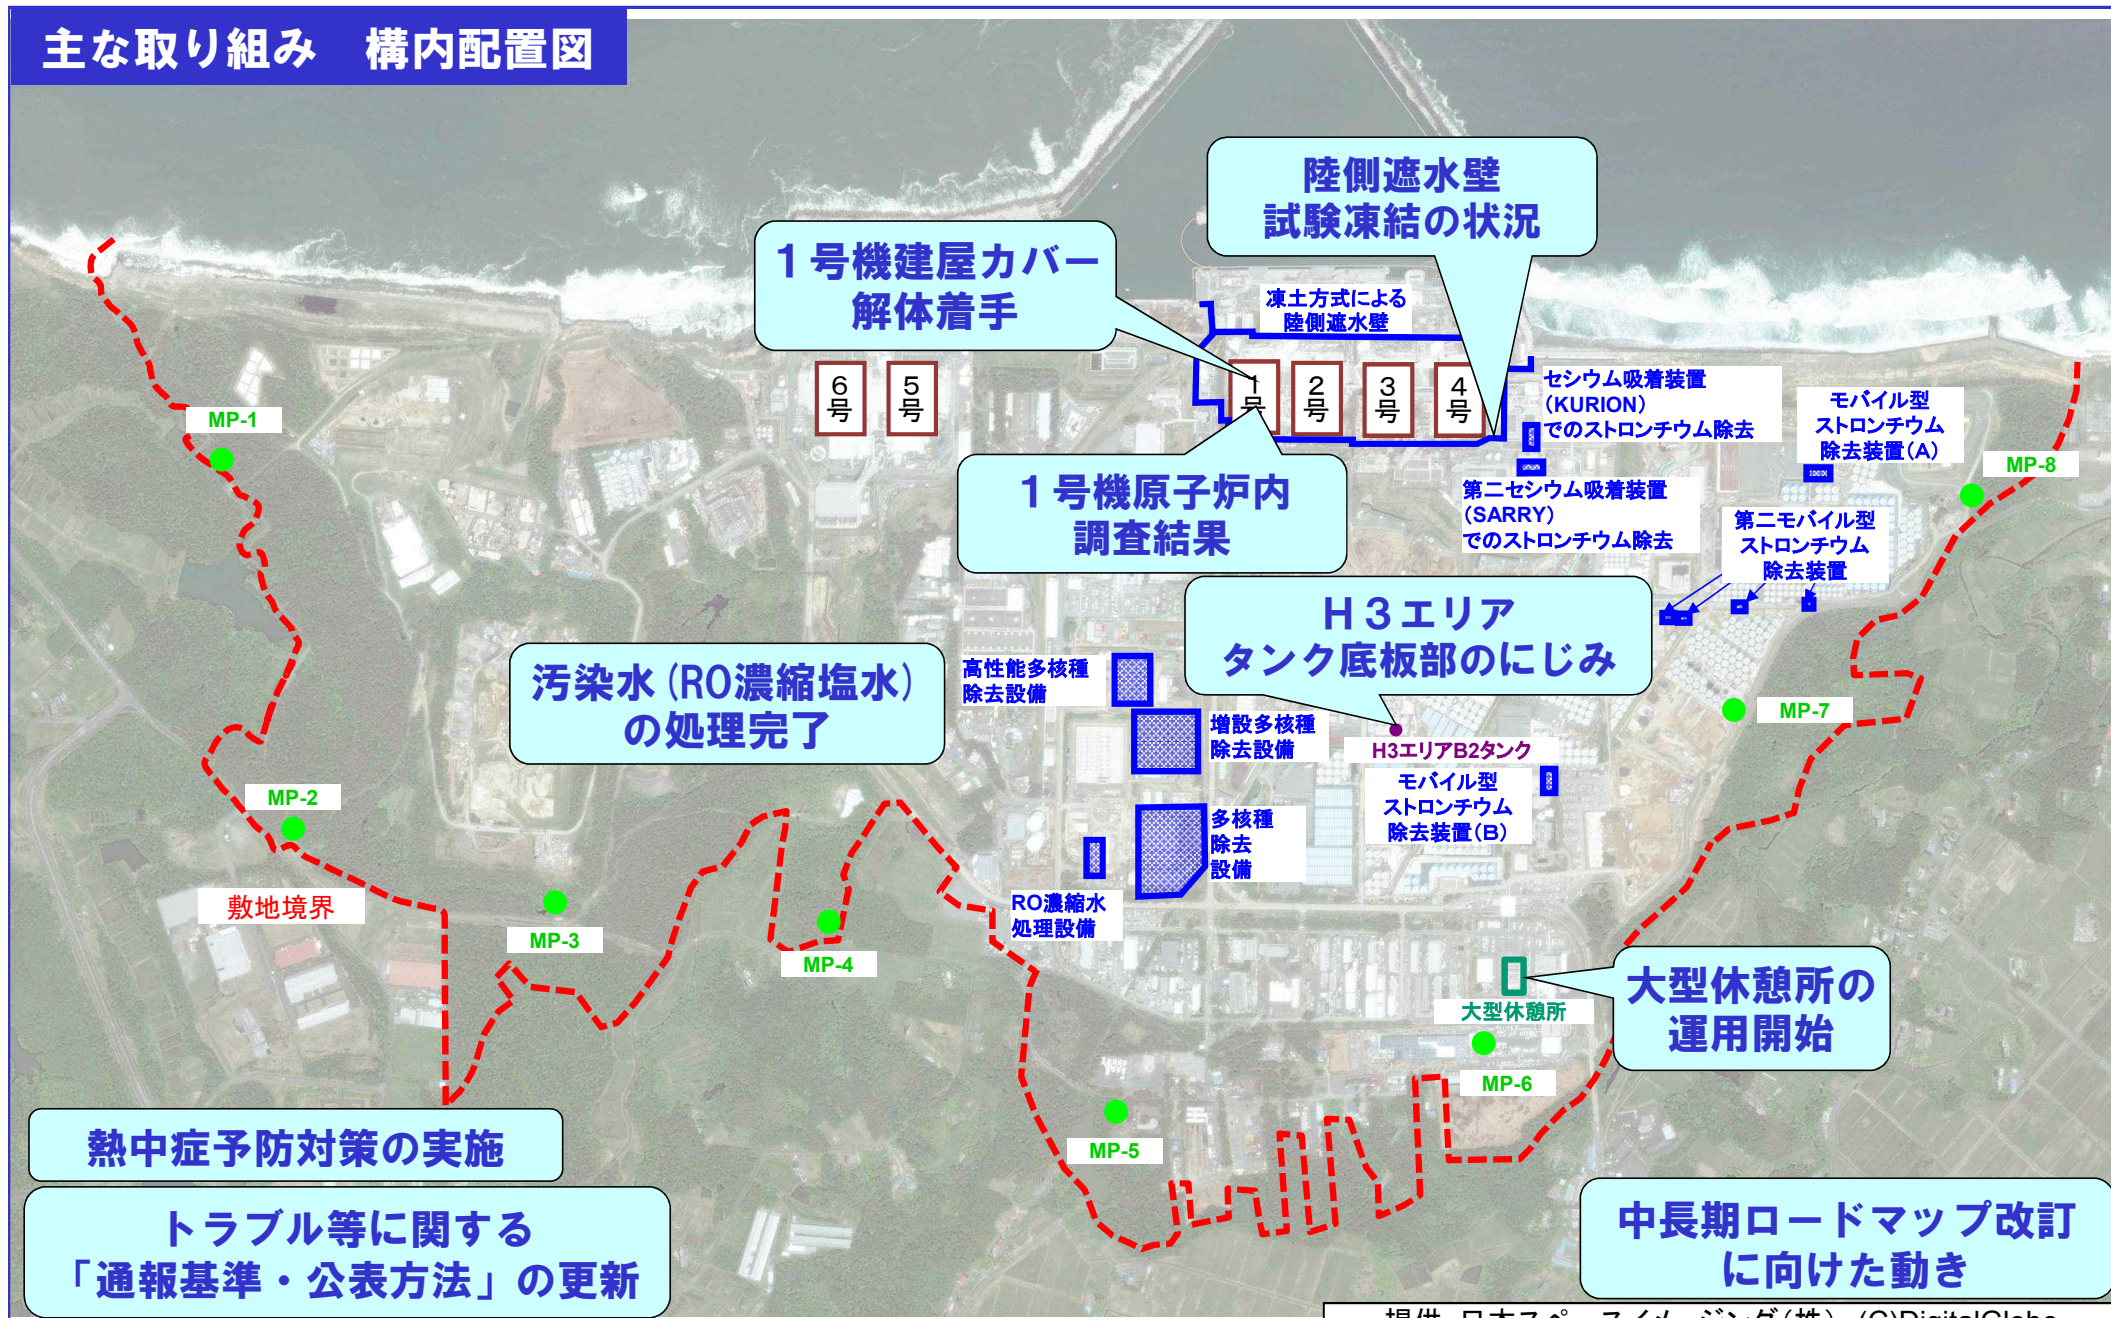 主な取り組み　構内配置図
陸側遮水壁
試験凍結の状況
１号機建屋カバー
解体着手
凍土方式による
陸側遮水壁
6号
5号
1号
2号
3号
4号
セシウム吸着装置
(KURION)
でのストロンチウム除去
モバイル型
ストロンチウム
除去装置(A)
MP-1
MP-8
１号機原子炉内
調査結果
第二セシウム吸着装置
(SARRY)
でのストロンチウム除去
第二モバイル型
ストロンチウム
除去装置
Ｈ３エリア
タンク底板部のにじみ
汚染水(RO濃縮塩水)
の処理完了
高性能多核種
除去設備
増設多核種
除去設備
MP-7
H3エリアB2タンク
モバイル型
ストロンチウム
除去装置(B)
MP-2
多核種
除去
設備
敷地境界
RO濃縮水
処理設備
MP-3
MP-4
大型休憩所の
運用開始
大型休憩所
MP-6
MP-5
熱中症予防対策の実施
トラブル等に関する
「通報基準・公表方法」の更新
中長期ロードマップ改訂
に向けた動き
提供 日本スペースイメージング(株) (C)DigitalGlobe